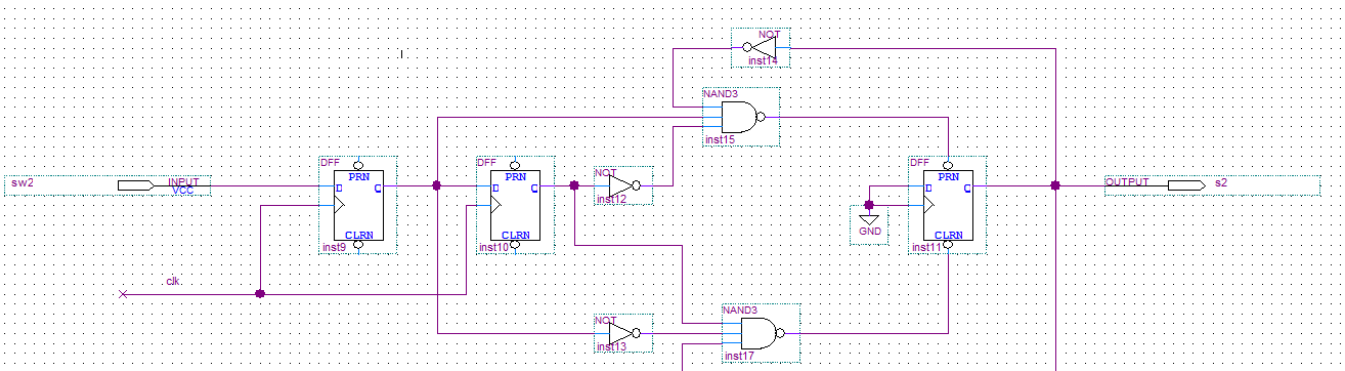 NOT
inst14
NAND3
inst15
DFF
PRN
D
Q
CLRN
inst9
DFF
PRN
D
Q
CLRN
inst10
NOT
inst12
DFF
PRN
D
Q
CLRN
inst11
sw2
INPUT
VCC
OUTPUT
s2
GND
clk
NAND3
inst17
NOT
inst13